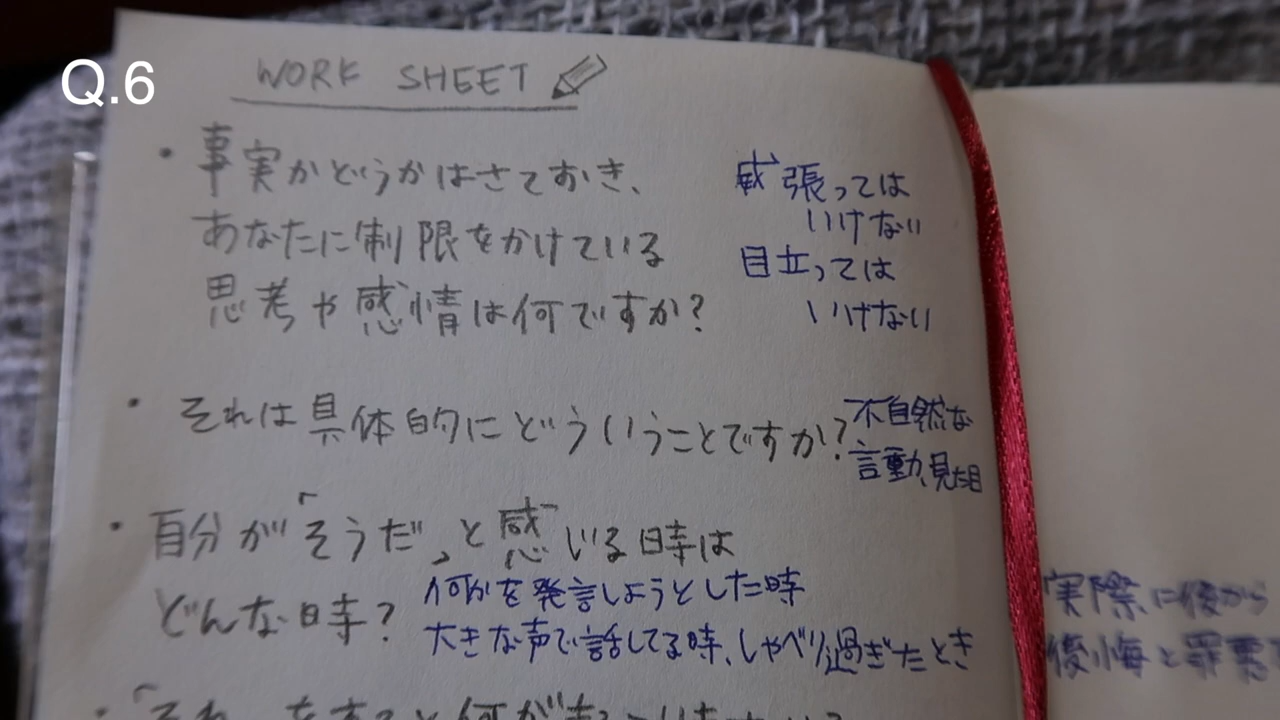 Q.6
WORK SHEET
・事実かどうかはさておき、
あなたに制限をかけている
思考や感情は何ですか?
威張っては
いけない
目立っては
いけない
・それは具体的にどういうことですか?
不自然な
言動、見た目
・自分が「そうだ」と感じる時は
どんな時?
何かを発言しようとした時
大きな声で話してる時、しゃべり過ぎたとき
実際に後から
後悔と罪悪